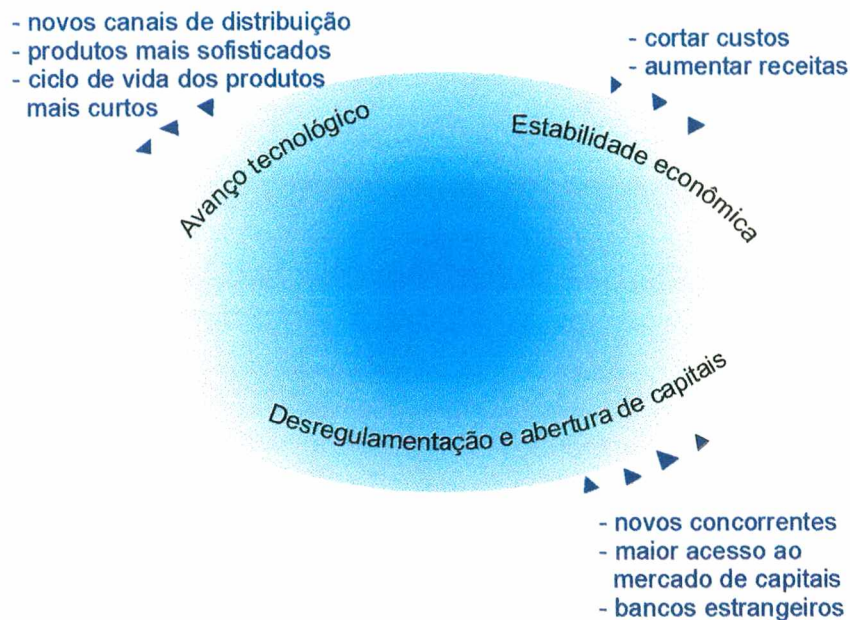 - novos canais de distribuição
- produtos mais sofisticados
- ciclo de vida dos produtos
mais curtos
- cortar custos
- aumentar receitas
Avanço tecnológico
Estabilidade econômica
Desregulamentação e abertura de capitais
- novos concorrentes
- maior acesso ao
mercado de capitais
- bancos estrangeiros